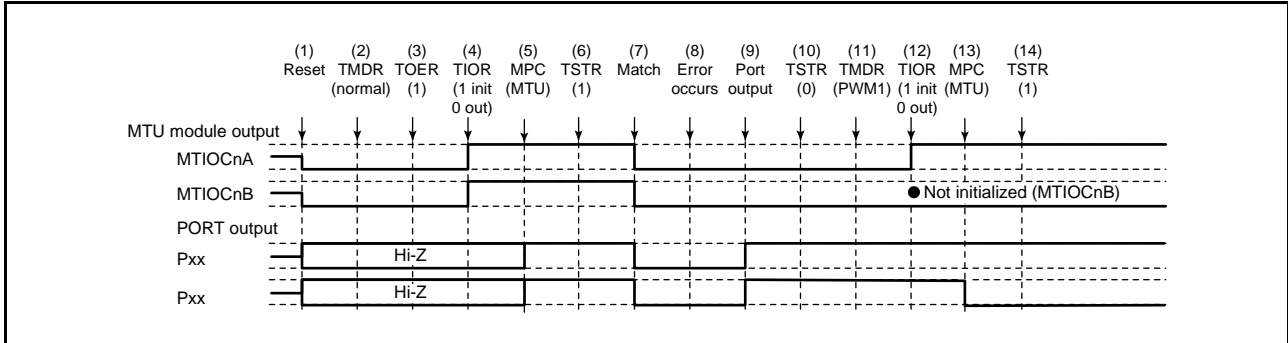 (1) (2) (3) (4) (5) (6) (7) (8) (9) (10) (11) (12) (13) (14)
Reset TMDR TOER TIOR MPC TSTR Match Error Port TSTR TMDR TIOR MPC TSTR
(normal) (1) (1 init (MTU) (1) occurs output (0) (PWM1) (1 init (MTU) (1)
0 out) 0 out)
MTU module output
MTIOCnA
MTIOCnB ● Not initialized (MTIOCnB)
PORT output
Pxx Hi-Z
Pxx Hi-Z